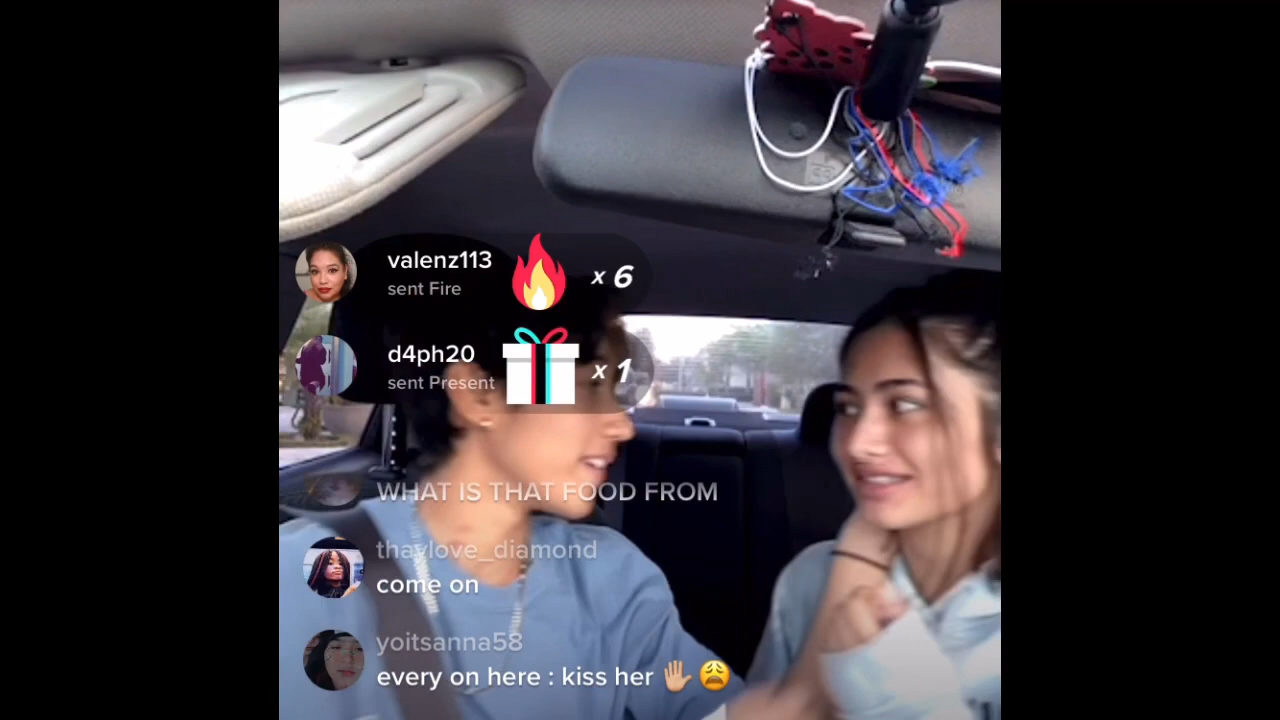 valenz113
sent Fire
x 6
d4ph20
sent Present
x 1
WHAT IS THAT FOOD FROM
thaylove_diamond
come on
yoitsanna58
every on here : kiss her 🖐🏼😩